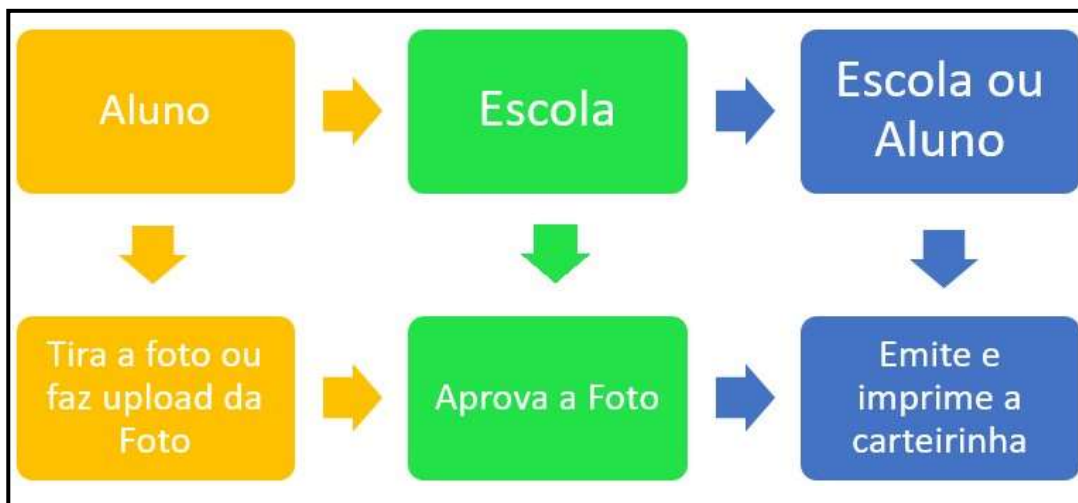 Aluno
Escola
Escola ou
Aluno
Tira a foto ou
faz upload da
Foto
Aprova a Foto
Emite e
imprime a
carteirinha